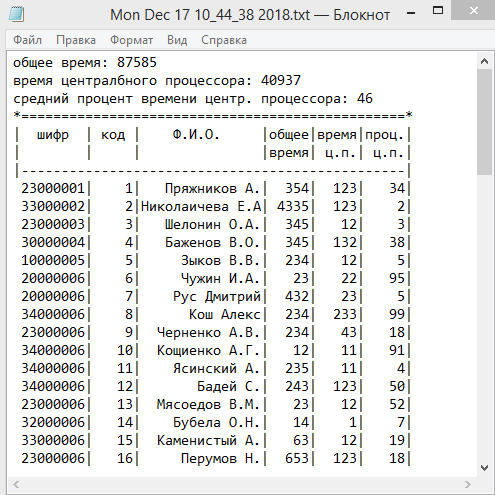 Mon Dec 17 10_44_38 2018.txt — Блокнот
Файл Правка Формат Вид Справка
общее время: 87585
время централбного процессора: 40937
средний процент времени центр. процессора: 46
*===============================================*
| шифр | код | Ф.И.О. |общее|время|проц.|
| | | |время| ц.п.| ц.п.|
|-----------------------------------------------|
23000001| 1| Пряжников А.| 354| 123| 34|
33000002| 2|Николаичева Е.А| 4335| 123| 2|
23000003| 3| Шелонин О.А.| 345| 12| 3|
30000004| 4| Баженов В.О.| 345| 132| 38|
10000005| 5| Зыков В.В.| 234| 12| 5|
20000006| 6| Чужин И.А.| 23| 22| 95|
20000006| 7| Рус Дмитрий| 432| 23| 5|
34000006| 8| Кош Алекс| 234| 233| 99|
23000006| 9| Черненко А.В.| 234| 43| 18|
34000006| 10| Кощиенко А.Г.| 12| 11| 91|
34000006| 11| Ясинский А.| 235| 11| 4|
34000006| 12| Бадей С.| 243| 123| 50|
23000006| 13| Мясоедов В.М.| 23| 12| 52|
32000006| 14| Бубела О.Н.| 14| 1| 7|
33000006| 15| Каменистый А.| 63| 12| 19|
23000006| 16| Перумов Н.| 653| 123| 18|